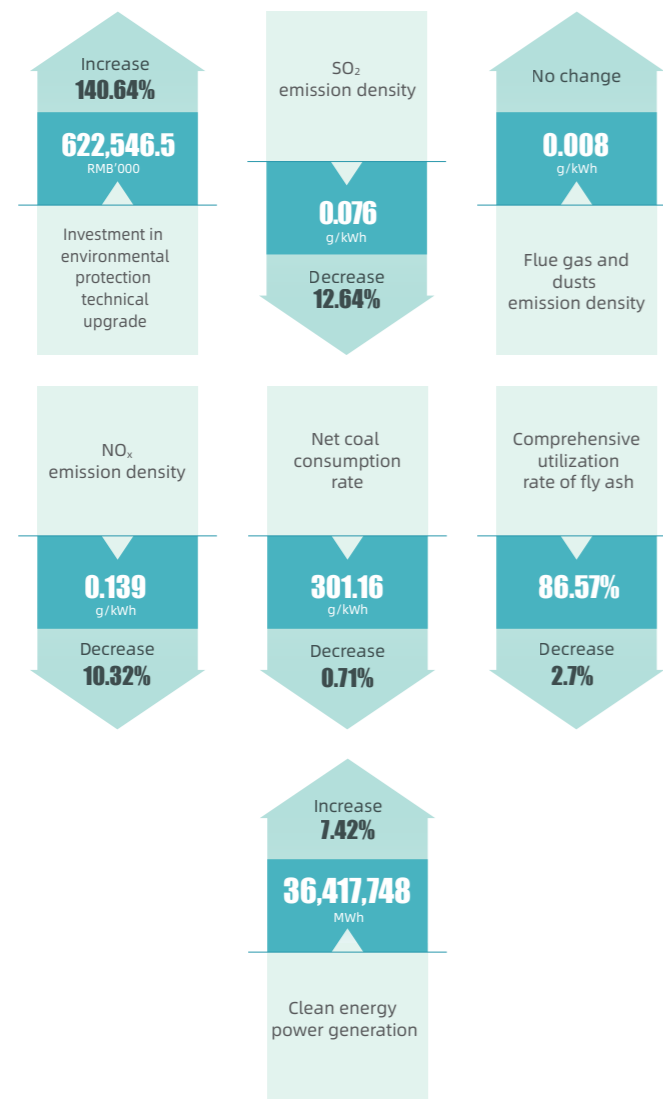 Increase
140.64%
622,546.5
RMB'000
Investment in
environmental
protection
technical
upgrade
SO₂
emission density
0.076
g/kWh
Decrease
12.64%
No change
0.008
g/kWh
Flue gas and
dusts
emission density
NOₓ
emission density
0.139
g/kWh
Decrease
10.32%
Net coal
consumption
rate
301.16
g/kWh
Decrease
0.71%
Comprehensive
utilization
rate of fly ash
86.57%
Decrease
2.7%
Increase
7.42%
36,417,748
MWh
Clean energy
power generation